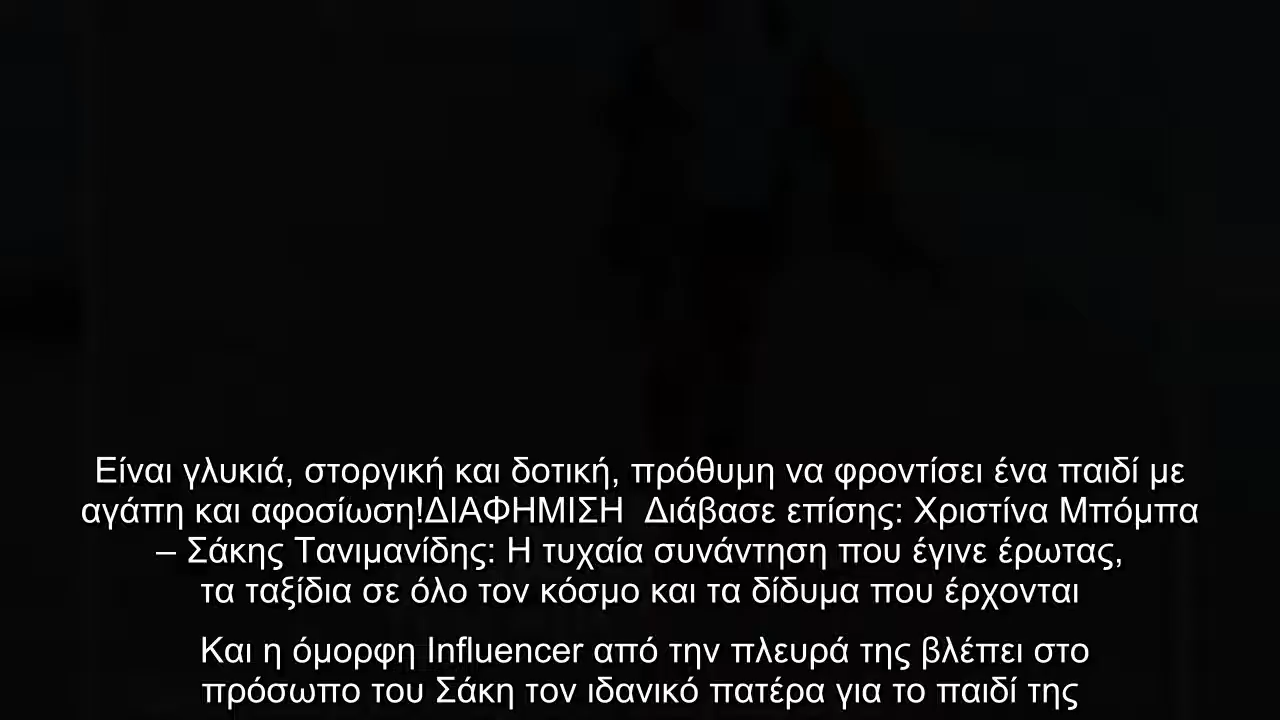 Είναι γλυκιά, στοργική και δοτική, πρόθυμη να φροντίσει ένα παιδί με
αγάπη και αφοσίωση!ΔΙΑΦΗΜΙΣΗ  Διάβασε επίσης: Χριστίνα Μπόμπα
– Σάκης Τανιμανίδης: Η τυχαία συνάντηση που έγινε έρωτας,
τα ταξίδια σε όλο τον κόσμο και τα δίδυμα που έρχονται
Και η όμορφη Influencer από την πλευρά της βλέπει στο
πρόσωπο του Σάκη τον ιδανικό πατέρα για το παιδί της